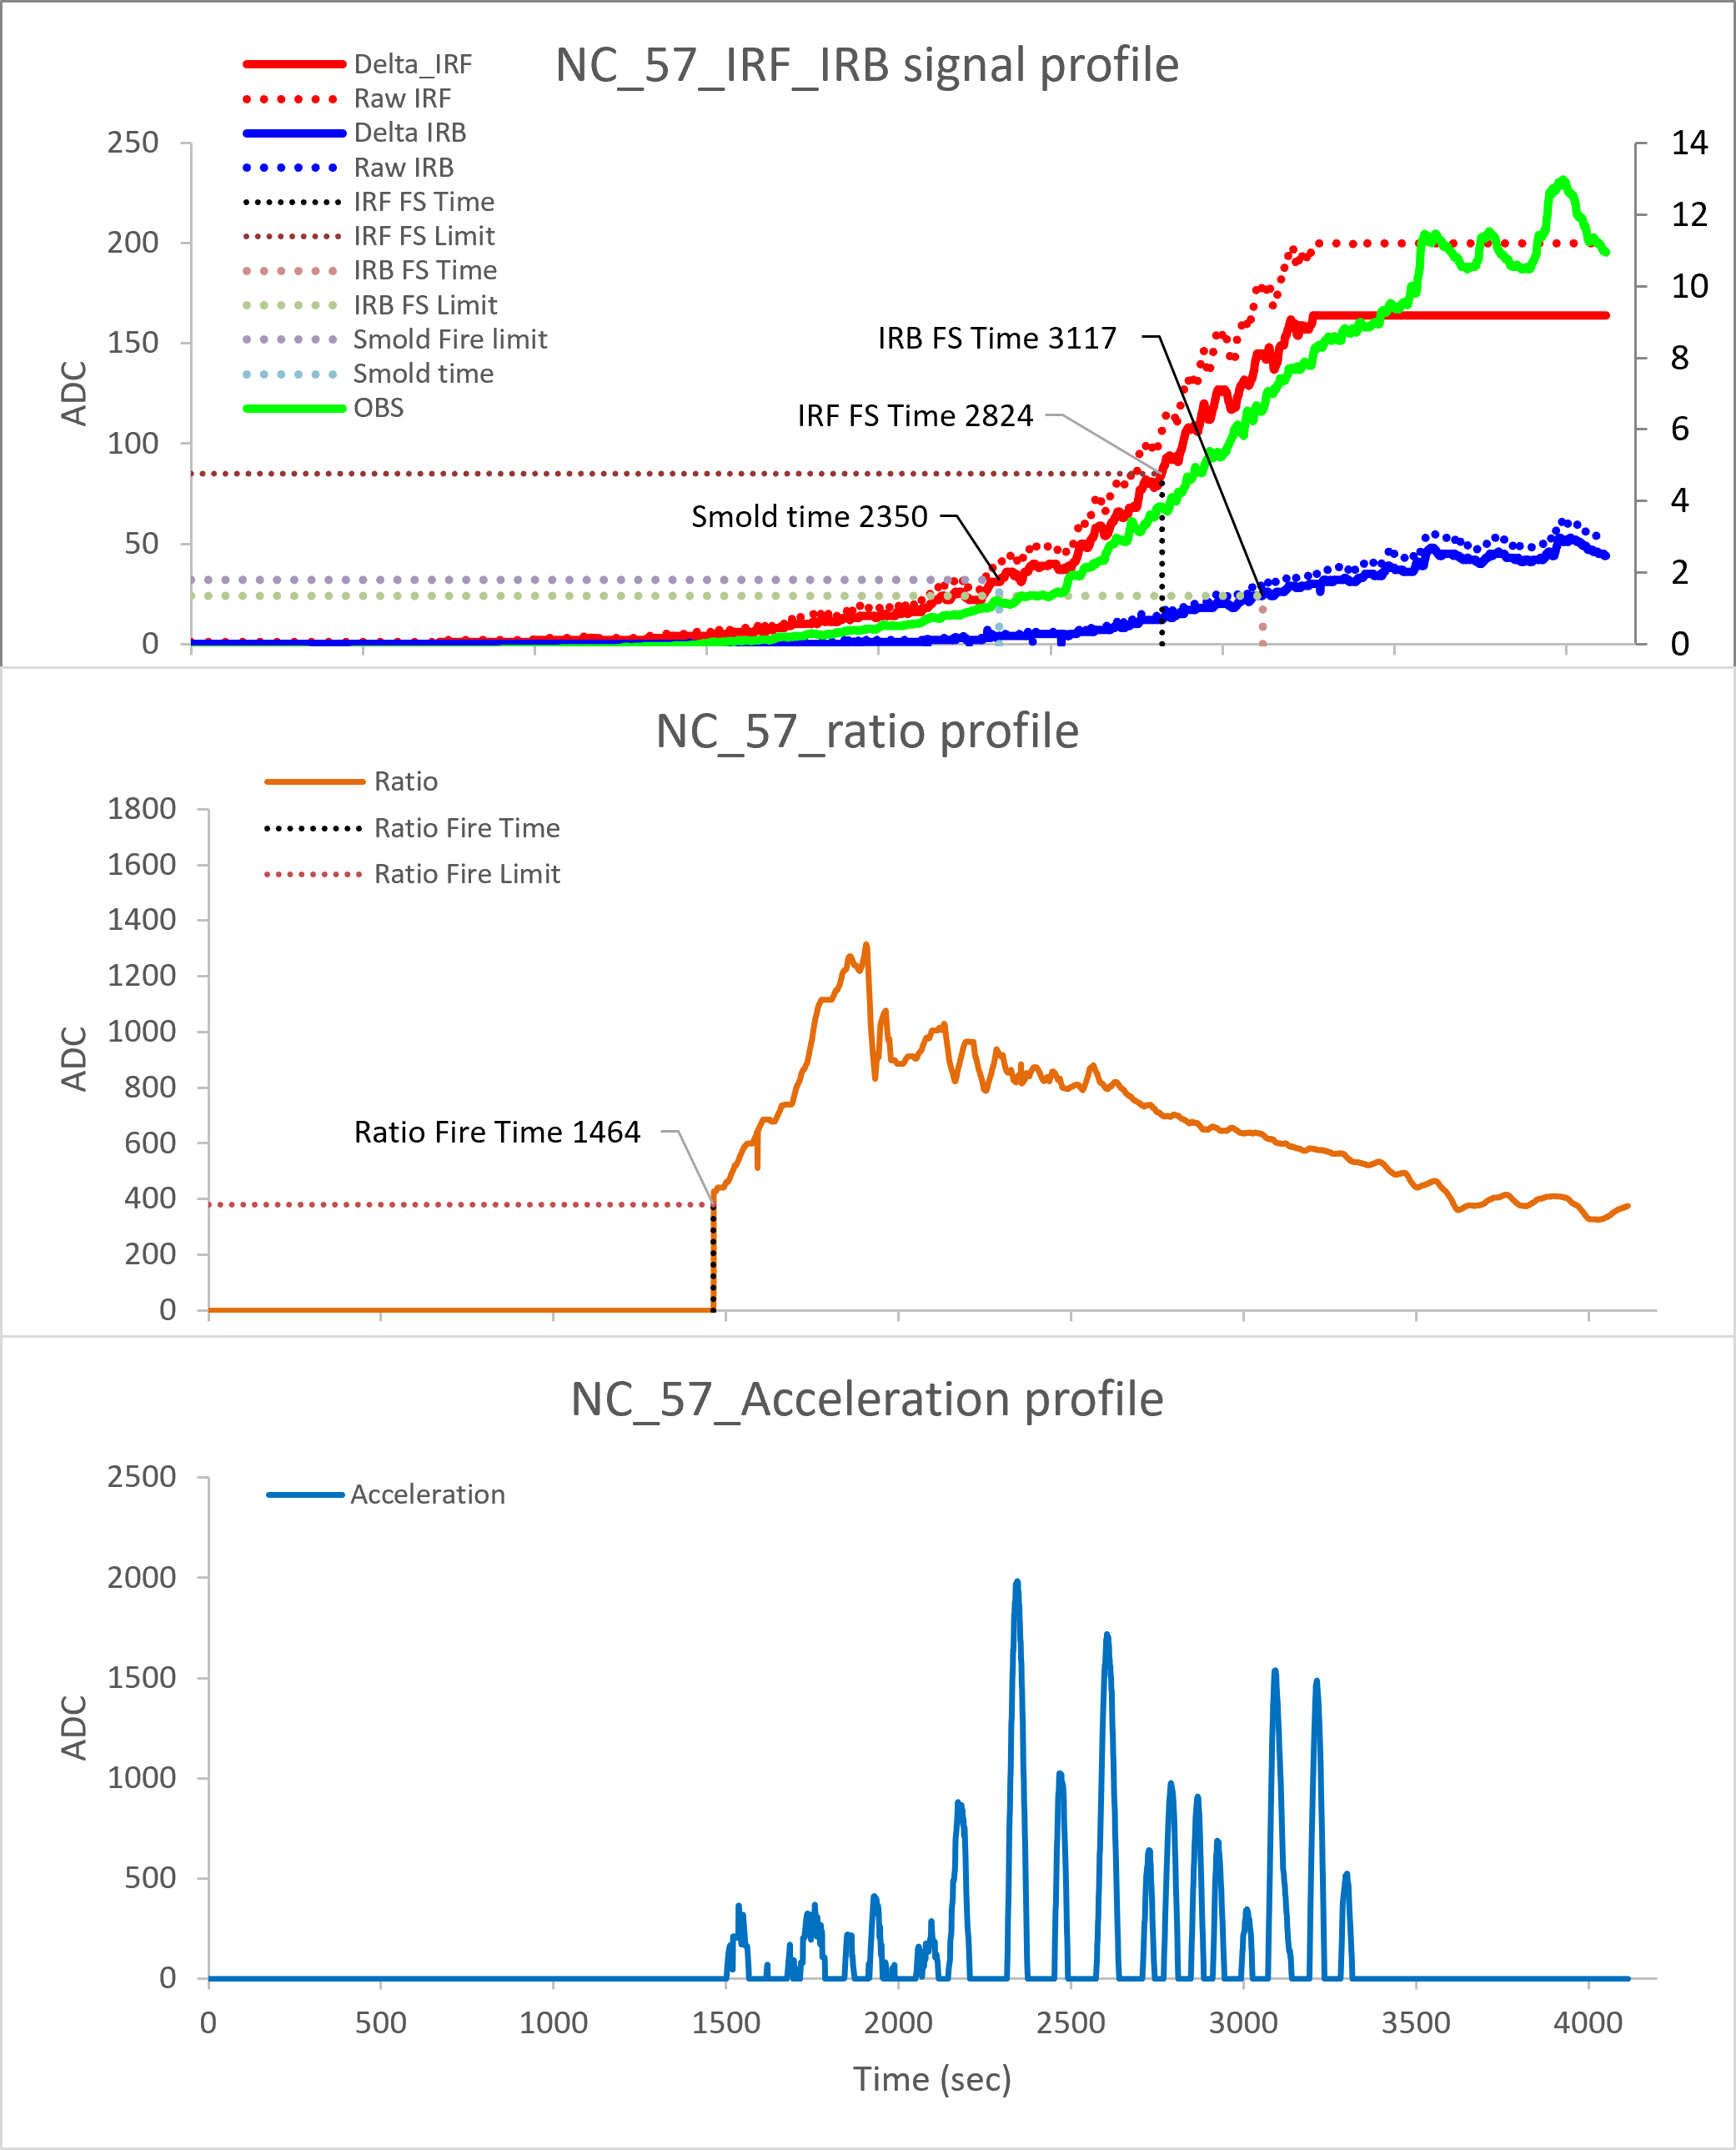 NC_57_IRF_IRB signal profile
Delta_IRF
Raw IRF
Delta IRB
Raw IRB
IRF FS Time
IRF FS Limit
IRB FS Time
IRB FS Limit
Smold Fire limit
Smold time
OBS
250
200
150
100
50
0
ADC
14
12
10
8
6
4
2
0
IRB FS Time 3117
IRF FS Time 2824
Smold time 2350
NC_57_ratio profile
Ratio
Ratio Fire Time
Ratio Fire Limit
1800
1600
1400
1200
1000
800
600
400
200
0
ADC
Ratio Fire Time 1464
NC_57_Acceleration profile
Acceleration
2500
2000
1500
1000
500
0
ADC
0 500 1000 1500 2000 2500 3000 3500 4000
Time (sec)